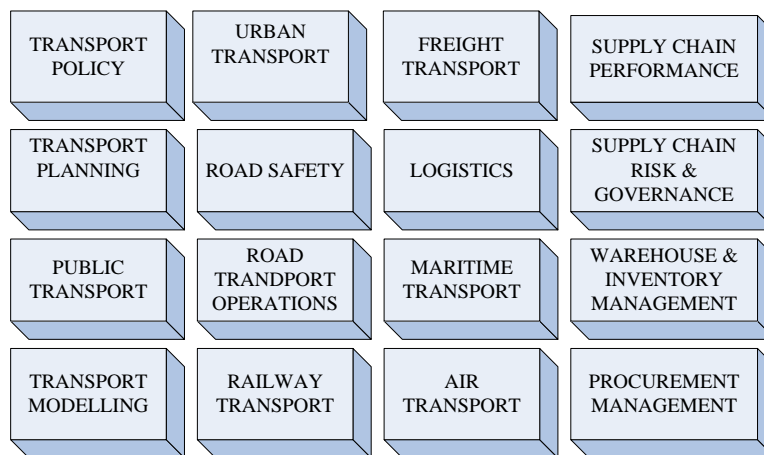 TRANSPORT
POLICY
URBAN
TRANSPORT
FREIGHT
TRANSPORT
SUPPLY CHAIN
PERFORMANCE
TRANSPORT
PLANNING
ROAD SAFETY
LOGISTICS
SUPPLY CHAIN
RISK &
GOVERNANCE
PUBLIC
TRANSPORT
ROAD
TRANDPORT
OPERATIONS
MARITIME
TRANSPORT
WAREHOUSE &
INVENTORY
MANAGEMENT
TRANSPORT
MODELLING
RAILWAY
TRANSPORT
AIR
TRANSPORT
PROCUREMENT
MANAGEMENT